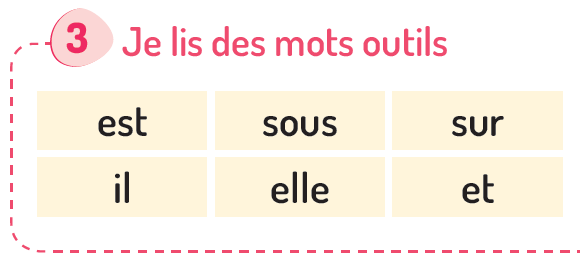 3 Je lis des mots outils
est sous sur
il elle et